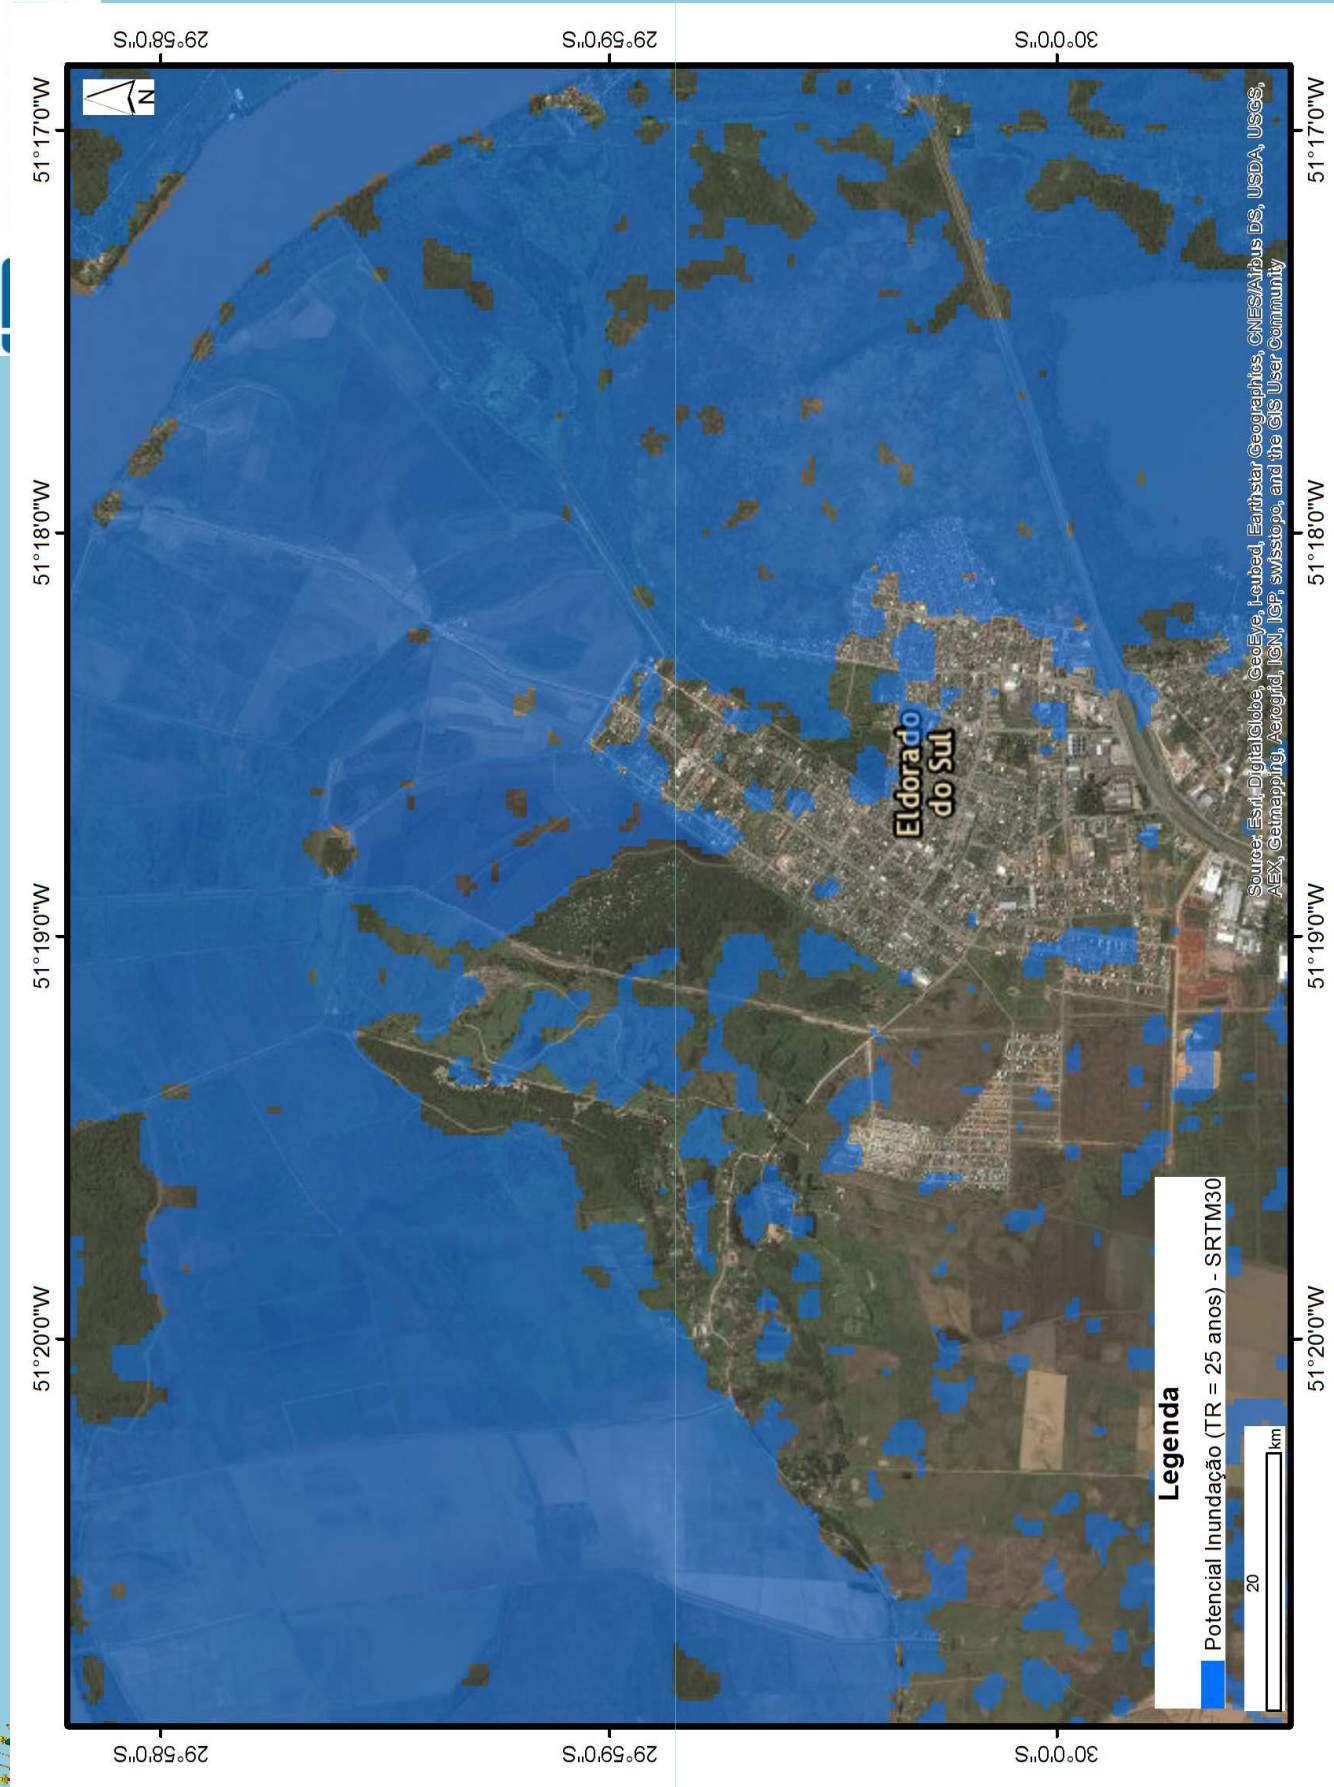 51°20'0"W
51°19'0"W
51°18'0"W
51°17'0"W
29°58'0"S
29°58'0"S
N
29°59'0"S
29°59'0"S
Eldorado
do Sul
30°0'0"S
30°0'0"S
Legenda
Potencial Inundação (TR = 25 anos) - SRTM30
20
km
Source: Esri, DigitalGlobe, GeoEye, i-cubed, Earthstar Geographics, CNES/Airbus DS, USDA, USGS,
AEX, Getmapping, Aerogrid, IGN, IGP, swisstopo, and the GIS User Community
51°20'0"W
51°19'0"W
51°18'0"W
51°17'0"W